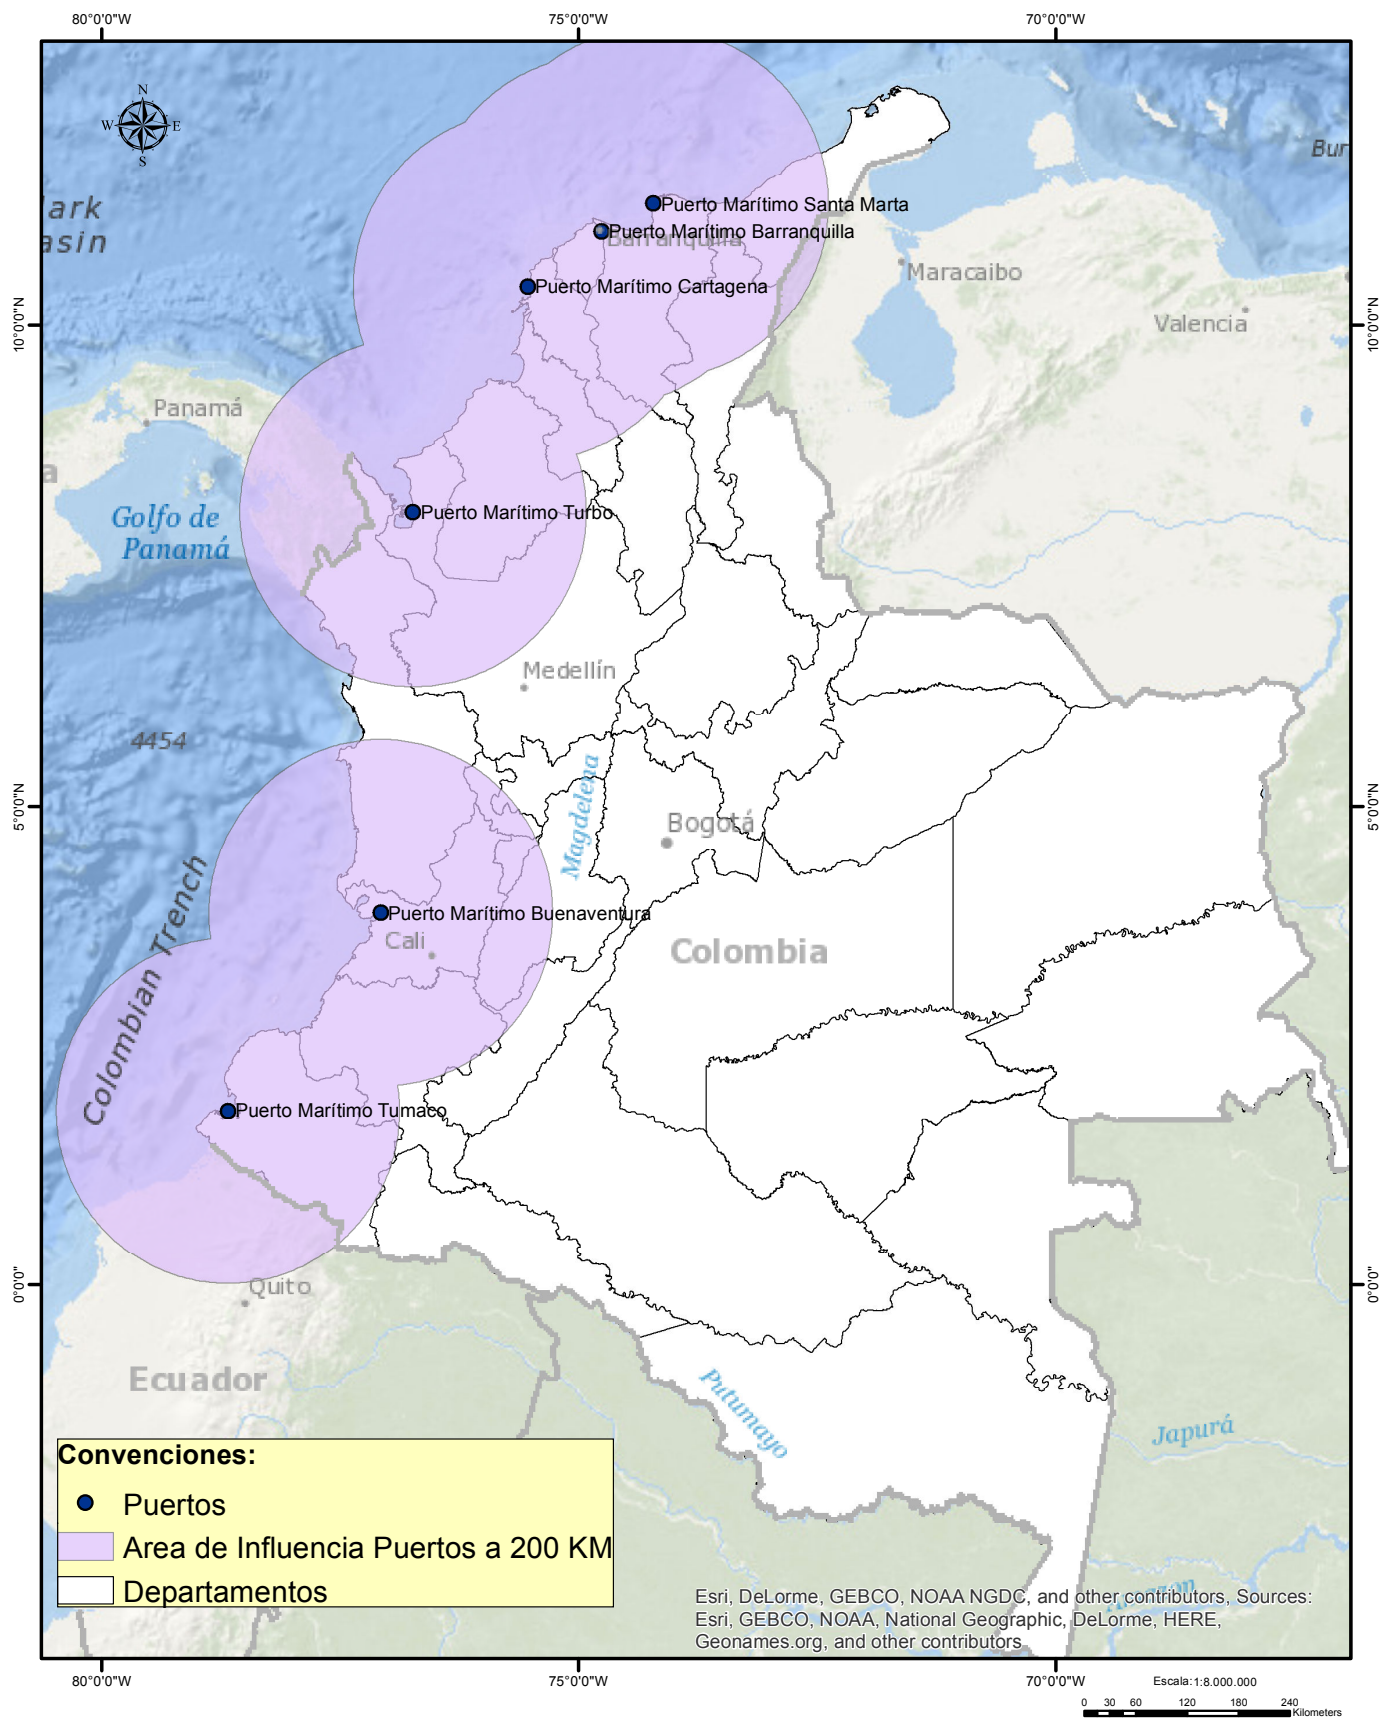 80°0'0"W
75°0'0"W
70°0'0"W
N
W
E
S
Bur
lark
asin
Puerto Marítimo Santa Marta
Puerto Marítimo Barranquilla
Barranquilla
Maracaibo
Puerto Marítimo Cartagena
Valencia
10°0'0"N
10°0'0"N
Panamá
a
Golfo de
Panamá
Puerto Marítimo Turbo
Medellín
4454
Magdelena
5°0'0"N
5°0'0"N
Bogotá
Colombian Trench
Puerto Marítimo Buenaventura
Cali
Colombia
Puerto Marítimo Tumaco
0°0'0"
0°0'0"
Quito
Ecuador
Putumayo
Japurá
Convenciones:
Puertos
Area de Influencia Puertos a 200 KM
Departamentos
Esri, DeLorme, GEBCO, NOAA NGDC, and other contributors, Sources:
Esri, GEBCO, NOAA, National Geographic, DeLorme, HERE,
Geonames.org, and other contributors
80°0'0"W
75°0'0"W
70°0'0"W
Escala:1:8.000.000
0 30 60 120 180 240
Kilometers